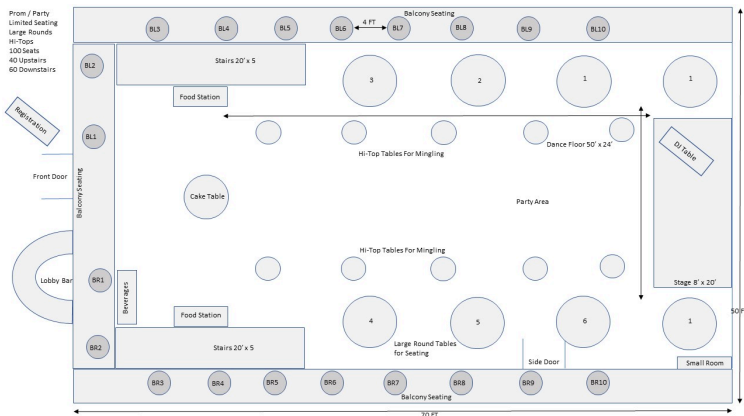 Prom / Party
Limited Seating
Large Rounds
Hi-Tops
100 Seats
40 Upstairs
60 Downstairs
Balcony Seating
4 FT
BL3
BL4
BL5
BL6
BL7
BL8
BL9
BL10
BL2
Stairs 20' x 5
Food Station
3
2
1
1
Registration
BL1
Hi-Top Tables For Mingling
Dance Floor 50' x 24'
DJ Table
Front Door
Balcony Seating
Cake Table
Party Area
Hi-Top Tables For Mingling
Lobby Bar
BR1
Beverages
Stage 8' x 20'
50 F
Food Station
4
5
6
1
BR2
Stairs 20' x 5
Large Round Tables
for Seating
Side Door
Small Room
BR3
BR4
BR5
BR6
BR7
BR8
BR9
BR10
Balcony Seating
70 FT